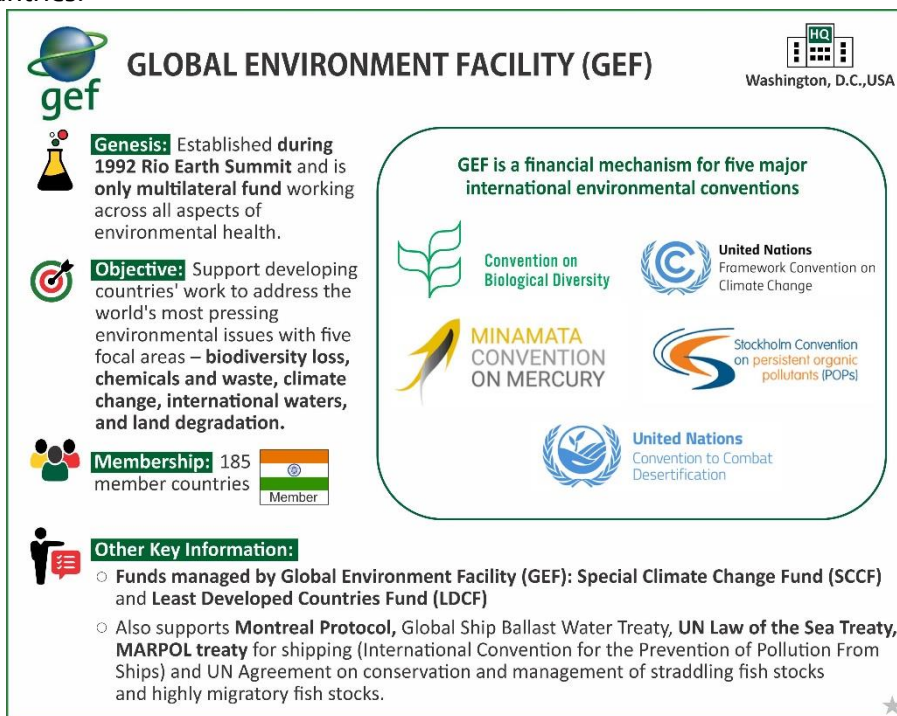 gef
GLOBAL ENVIRONMENT FACILITY (GEF)
HQ
Washington, D.C.,USA
Genesis: Established during
1992 Rio Earth Summit and is
only multilateral fund working
across all aspects of
environmental health.
Objective: Support developing
countries' work to address the
world's most pressing
environmental issues with five
focal areas – biodiversity loss,
chemicals and waste, climate
change, international waters,
and land degradation.
Membership: 185
member countries
Member
GEF is a financial mechanism for five major
international environmental conventions
Convention on
Biological Diversity
United Nations
Framework Convention on
Climate Change
MINAMATA
CONVENTION
ON MERCURY
Stockholm Convention
on persistent organic
pollutants (POPs)
United Nations
Convention to Combat
Desertification
Other Key Information:
○ Funds managed by Global Environment Facility (GEF): Special Climate Change Fund (SCCF)
and Least Developed Countries Fund (LDCF)
○ Also supports Montreal Protocol, Global Ship Ballast Water Treaty, UN Law of the Sea Treaty,
MARPOL treaty for shipping (International Convention for the Prevention of Pollution From
Ships) and UN Agreement on conservation and management of straddling fish stocks
and highly migratory fish stocks.